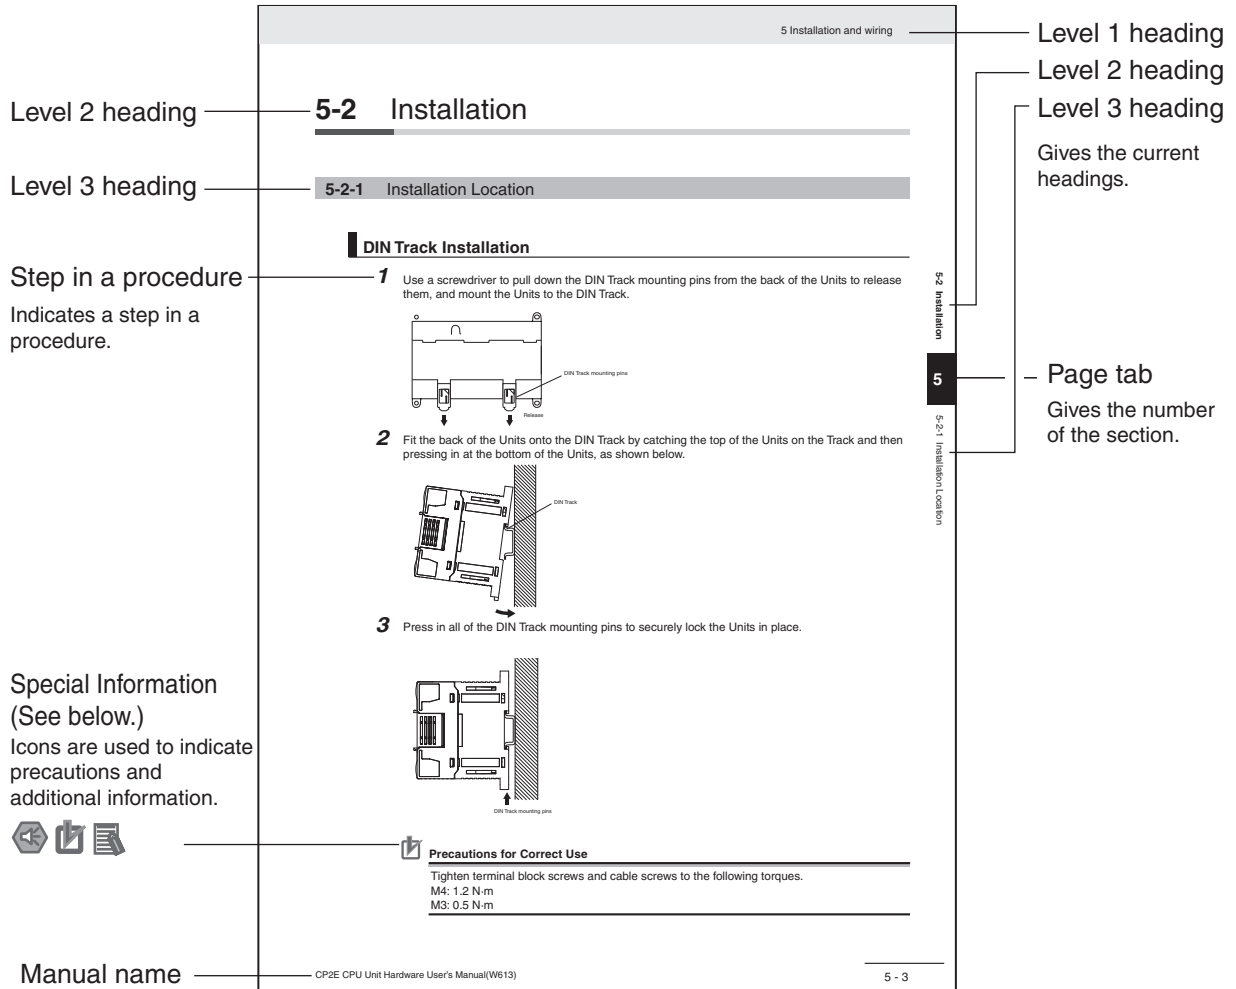 5 Installation and wiring
Level 1 heading
Level 2 heading
Level 3 heading
Gives the current
headings.
Level 2 heading
5-2 Installation
Level 3 heading
5-2-1 Installation Location
DIN Track Installation
Step in a procedure
Indicates a step in a
procedure.
1 Use a screwdriver to pull down the DIN Track mounting pins from the back of the Units to release
them, and mount the Units to the DIN Track.
DIN Track mounting pins
Release
5-2 Installation
5
5-2-1 Installation Location
Page tab
Gives the number
of the section.
2 Fit the back of the Units onto the DIN Track by catching the top of the Units on the Track and then
pressing in at the bottom of the Units, as shown below.
DIN Track
3 Press in all of the DIN Track mounting pins to securely lock the Units in place.
DIN Track mounting pins
Special Information
(See below.)
Icons are used to indicate
precautions and
additional information.
Precautions for Correct Use
Tighten terminal block screws and cable screws to the following torques.
M4: 1.2 N·m
M3: 0.5 N·m
Manual name
CP2E CPU Unit Hardware User's Manual(W613)
5 - 3